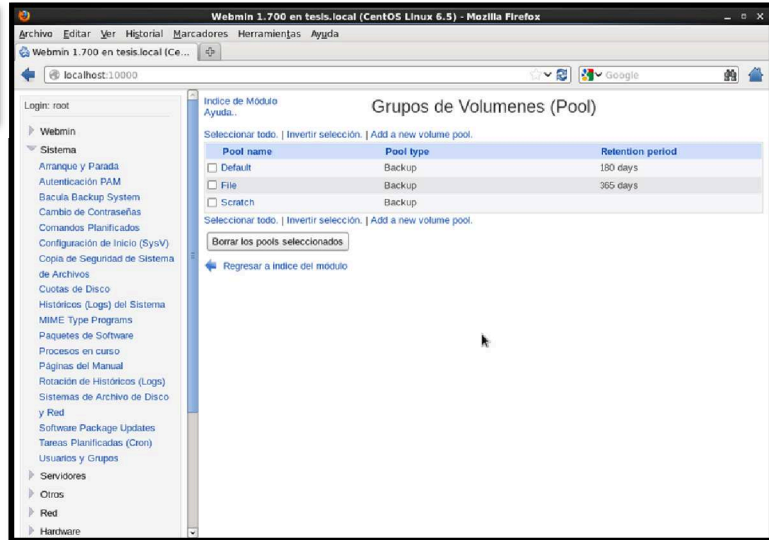 Webmin 1.700 en tesis.local (CentOS Linux 6.5) - Mozilla Firefox
Archivo Editar Ver Historial Marcadores Herramientas Ayuda
Webmin 1.700 en tesis.local (Ce...
localhost:10000
Google
Login: root
Webmin
Sistema
Arranque y Parada
Autenticación PAM
Bacula Backup System
Cambio de Contraseñas
Comandos Planificados
Configuración de Inicio (SysV)
Copia de Seguridad de Sistema
de Archivos
Cuotas de Disco
Históricos (Logs) del Sistema
MIME Type Programs
Paquetes de Software
Procesos en curso
Páginas del Manual
Rotación de Históricos (Logs)
Sistemas de Archivo de Disco
y Red
Software Package Updates
Tareas Planificadas (Cron)
Usuarios y Grupos
Servidores
Otros
Red
Hardware
Indice de Módulo
Ayuda..
Grupos de Volumenes (Pool)
Seleccionar todo. | Invertir selección. | Add a new volume pool.
Pool name Pool type Retention period
Default Backup 180 days
File Backup 365 days
Scratch Backup
Seleccionar todo. | Invertir selección. | Add a new volume pool.
Borrar los pools seleccionados
Regresar a índice del módulo